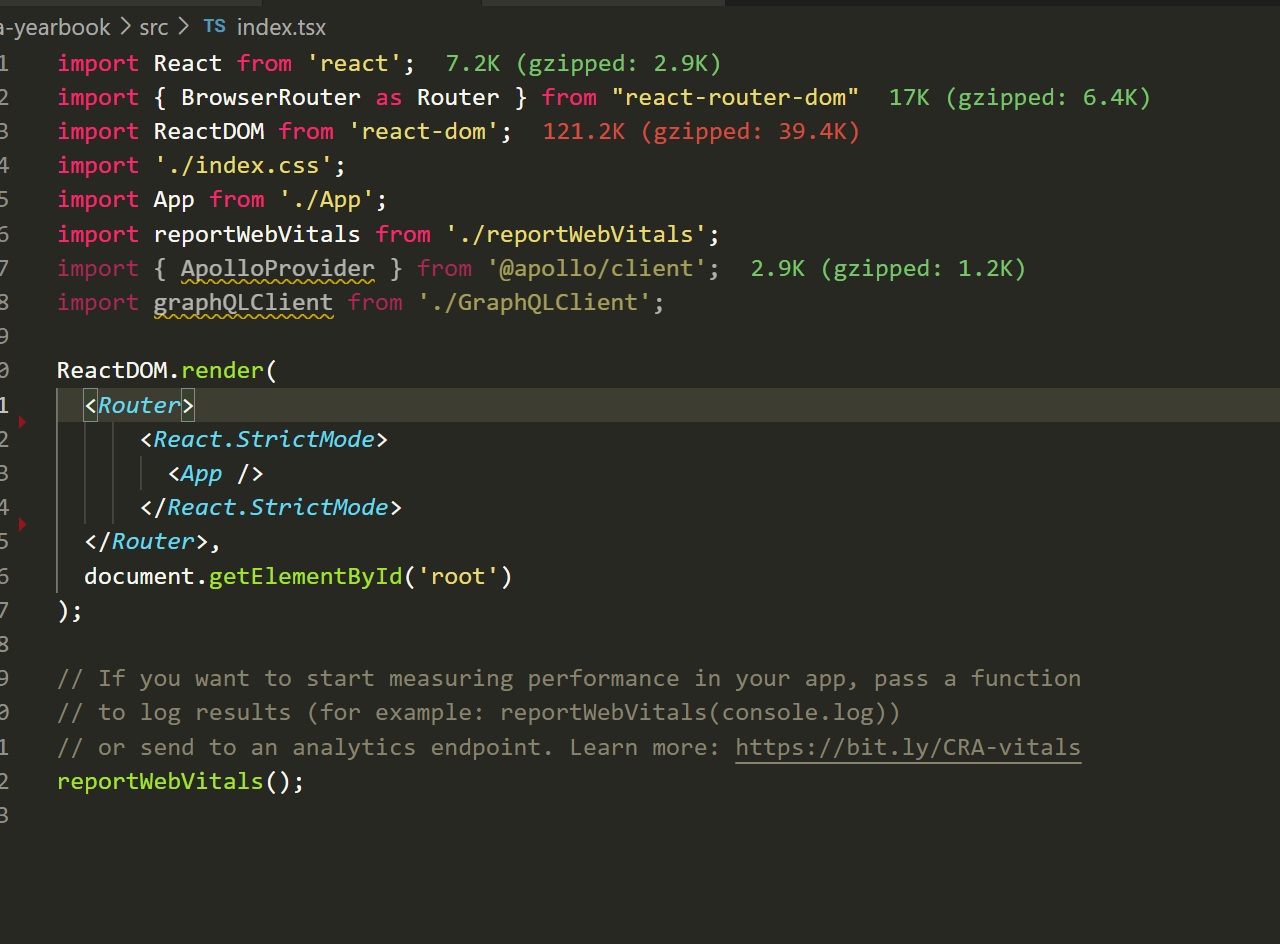 a-yearbook > src > TS index.tsx
1 import React from 'react'; 7.2K (gzipped: 2.9K)
2 import { BrowserRouter as Router } from "react-router-dom" 17K (gzipped: 6.4K)
3 import ReactDOM from 'react-dom'; 121.2K (gzipped: 39.4K)
4 import './index.css';
5 import App from './App';
6 import reportWebVitals from './reportWebVitals';
7 import { ApolloProvider } from '@apollo/client'; 2.9K (gzipped: 1.2K)
8 import graphQLClient from './GraphQLClient';
9
0 ReactDOM.render(
1 <Router>
2 <React.StrictMode>
3 <App />
4 </React.StrictMode>
5 </Router>,
6 document.getElementById('root')
7 );
8
9 // If you want to start measuring performance in your app, pass a function
0 // to log results (for example: reportWebVitals(console.log))
1 // or send to an analytics endpoint. Learn more: https://bit.ly/CRA-vitals
2 reportWebVitals();
3